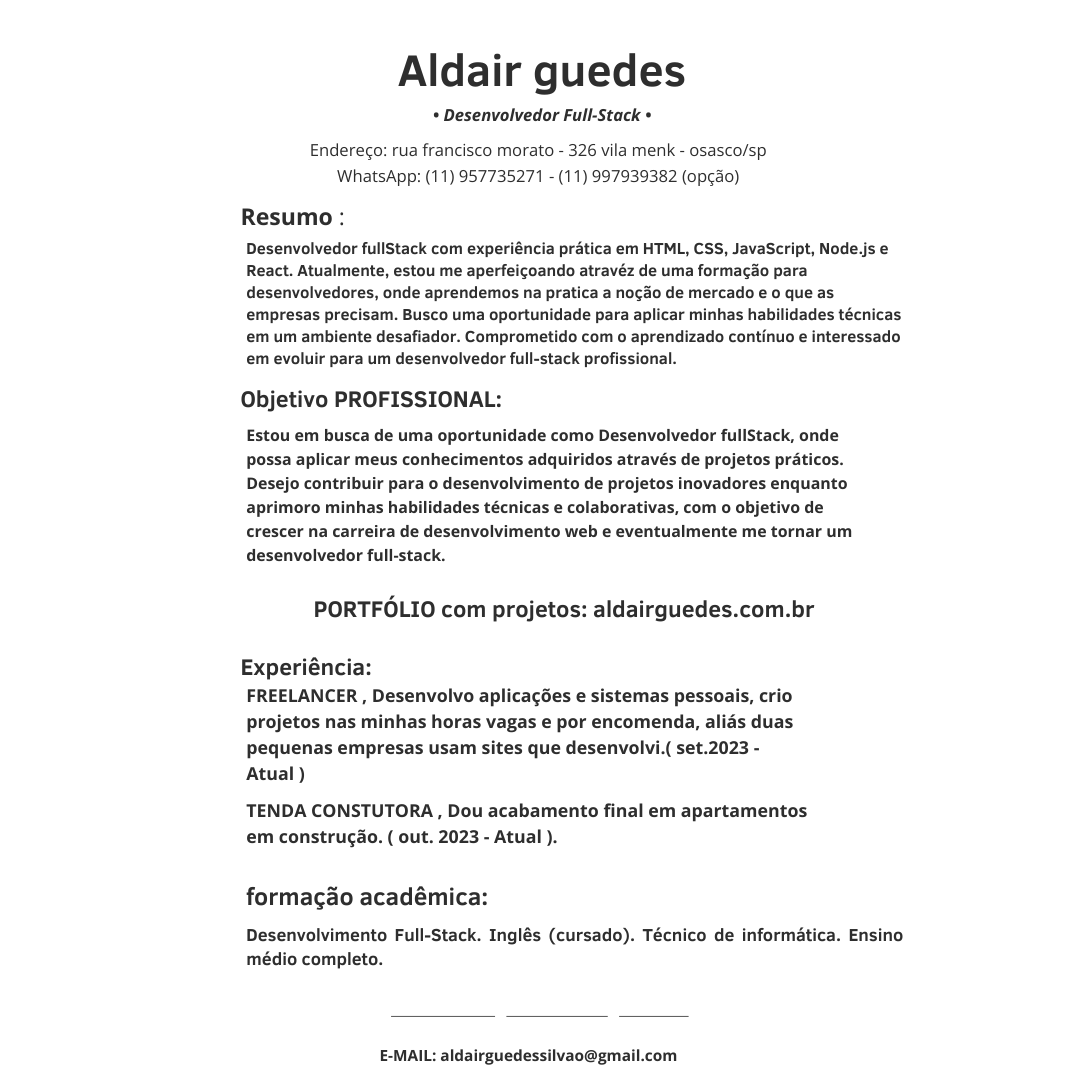 Aldair guedes
• Desenvolvedor Full-Stack •
Endereço: rua francisco morato - 326 vila menk - osasco/sp
WhatsApp: (11) 957735271 - (11) 997939382 (opção)
Resumo :
Desenvolvedor fullStack com experiência prática em HTML, CSS, JavaScript, Node.js e
React. Atualmente, estou me aperfeiçoando atravéz de uma formação para
desenvolvedores, onde aprendemos na pratica a noção de mercado e o que as
empresas precisam. Busco uma oportunidade para aplicar minhas habilidades técnicas
em um ambiente desafiador. Comprometido com o aprendizado contínuo e interessado
em evoluir para um desenvolvedor full-stack profissional.
Objetivo PROFISSIONAL:
Estou em busca de uma oportunidade como Desenvolvedor fullStack, onde
possa aplicar meus conhecimentos adquiridos através de projetos práticos.
Desejo contribuir para o desenvolvimento de projetos inovadores enquanto
aprimoro minhas habilidades técnicas e colaborativas, com o objetivo de
crescer na carreira de desenvolvimento web e eventualmente me tornar um
desenvolvedor full-stack.
PORTFÓLIO com projetos: aldairguedes.com.br
Experiência:
FREELANCER , Desenvolvo aplicações e sistemas pessoais, crio
projetos nas minhas horas vagas e por encomenda, aliás duas
pequenas empresas usam sites que desenvolvi.( set.2023 -
Atual )
TENDA CONSTUTORA , Dou acabamento final em apartamentos
em construção. ( out. 2023 - Atual ).
formação acadêmica:
Desenvolvimento Full-Stack. Inglês (cursado). Técnico de informática. Ensino
médio completo.
E-MAIL: aldairguedessilvao@gmail.com